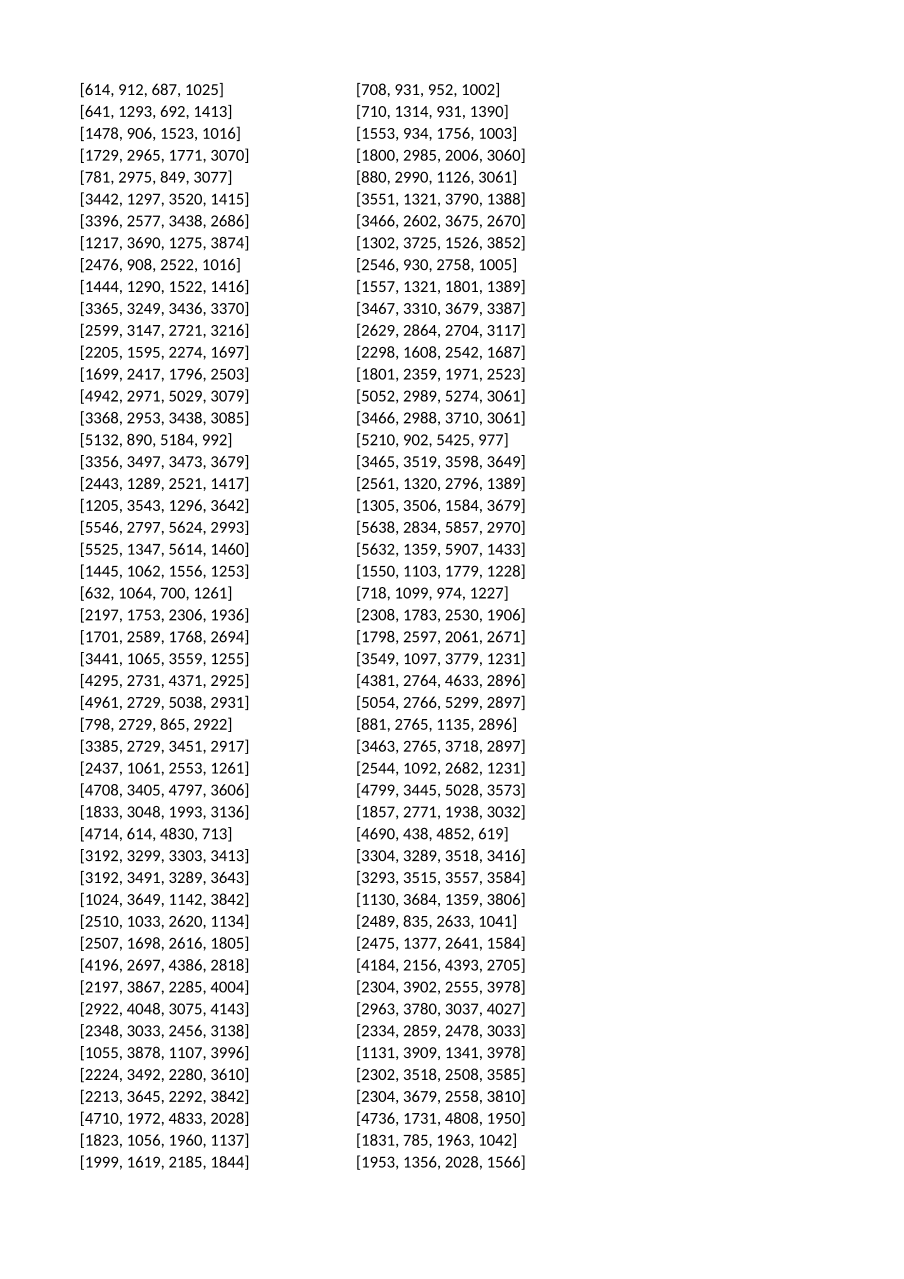 [614, 912, 687, 1025] [708, 931, 952, 1002]
[641, 1293, 692, 1413] [710, 1314, 931, 1390]
[1478, 906, 1523, 1016] [1553, 934, 1756, 1003]
[1729, 2965, 1771, 3070] [1800, 2985, 2006, 3060]
[781, 2975, 849, 3077] [880, 2990, 1126, 3061]
[3442, 1297, 3520, 1415] [3551, 1321, 3790, 1388]
[3396, 2577, 3438, 2686] [3466, 2602, 3675, 2670]
[1217, 3690, 1275, 3874] [1302, 3725, 1526, 3852]
[2476, 908, 2522, 1016] [2546, 930, 2758, 1005]
[1444, 1290, 1522, 1416] [1557, 1321, 1801, 1389]
[3365, 3249, 3436, 3370] [3467, 3310, 3679, 3387]
[2599, 3147, 2721, 3216] [2629, 2864, 2704, 3117]
[2205, 1595, 2274, 1697] [2298, 1608, 2542, 1687]
[1699, 2417, 1796, 2503] [1801, 2359, 1971, 2523]
[4942, 2971, 5029, 3079] [5052, 2989, 5274, 3061]
[3368, 2953, 3438, 3085] [3466, 2988, 3710, 3061]
[5132, 890, 5184, 992] [5210, 902, 5425, 977]
[3356, 3497, 3473, 3679] [3465, 3519, 3598, 3649]
[2443, 1289, 2521, 1417] [2561, 1320, 2796, 1389]
[1205, 3543, 1296, 3642] [1305, 3506, 1584, 3679]
[5546, 2797, 5624, 2993] [5638, 2834, 5857, 2970]
[5525, 1347, 5614, 1460] [5632, 1359, 5907, 1433]
[1445, 1062, 1556, 1253] [1550, 1103, 1779, 1228]
[632, 1064, 700, 1261] [718, 1099, 974, 1227]
[2197, 1753, 2306, 1936] [2308, 1783, 2530, 1906]
[1701, 2589, 1768, 2694] [1798, 2597, 2061, 2671]
[3441, 1065, 3559, 1255] [3549, 1097, 3779, 1231]
[4295, 2731, 4371, 2925] [4381, 2764, 4633, 2896]
[4961, 2729, 5038, 2931] [5054, 2766, 5299, 2897]
[798, 2729, 865, 2922] [881, 2765, 1135, 2896]
[3385, 2729, 3451, 2917] [3463, 2765, 3718, 2897]
[2437, 1061, 2553, 1261] [2544, 1092, 2682, 1231]
[4708, 3405, 4797, 3606] [4799, 3445, 5028, 3573]
[1833, 3048, 1993, 3136] [1857, 2771, 1938, 3032]
[4714, 614, 4830, 713] [4690, 438, 4852, 619]
[3192, 3299, 3303, 3413] [3304, 3289, 3518, 3416]
[3192, 3491, 3289, 3643] [3293, 3515, 3557, 3584]
[1024, 3649, 1142, 3842] [1130, 3684, 1359, 3806]
[2510, 1033, 2620, 1134] [2489, 835, 2633, 1041]
[2507, 1698, 2616, 1805] [2475, 1377, 2641, 1584]
[4196, 2697, 4386, 2818] [4184, 2156, 4393, 2705]
[2197, 3867, 2285, 4004] [2304, 3902, 2555, 3978]
[2922, 4048, 3075, 4143] [2963, 3780, 3037, 4027]
[2348, 3033, 2456, 3138] [2334, 2859, 2478, 3033]
[1055, 3878, 1107, 3996] [1131, 3909, 1341, 3978]
[2224, 3492, 2280, 3610] [2302, 3518, 2508, 3585]
[2213, 3645, 2292, 3842] [2304, 3679, 2558, 3810]
[4710, 1972, 4833, 2028] [4736, 1731, 4808, 1950]
[1823, 1056, 1960, 1137] [1831, 785, 1963, 1042]
[1999, 1619, 2185, 1844] [1953, 1356, 2028, 1566]